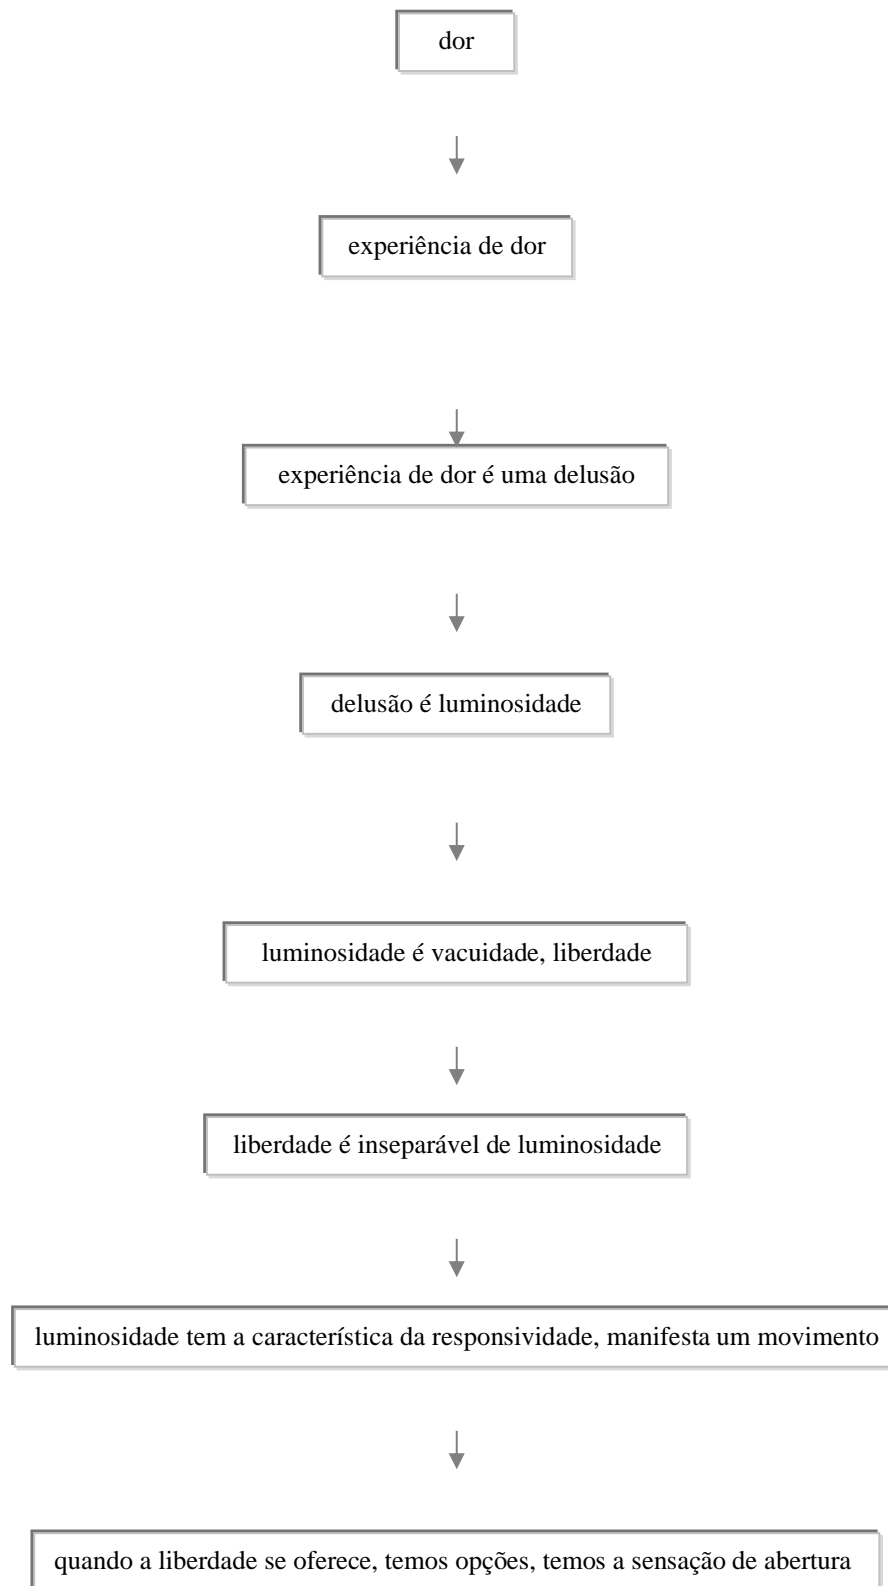 dor
experiência de dor
experiência de dor é uma delusão
delusão é luminosidade
luminosidade é vacuidade, liberdade
liberdade é inseparável de luminosidade
luminosidade tem a característica da responsividade, manifesta um movimento
quando a liberdade se oferece, temos opções, temos a sensação de abertura